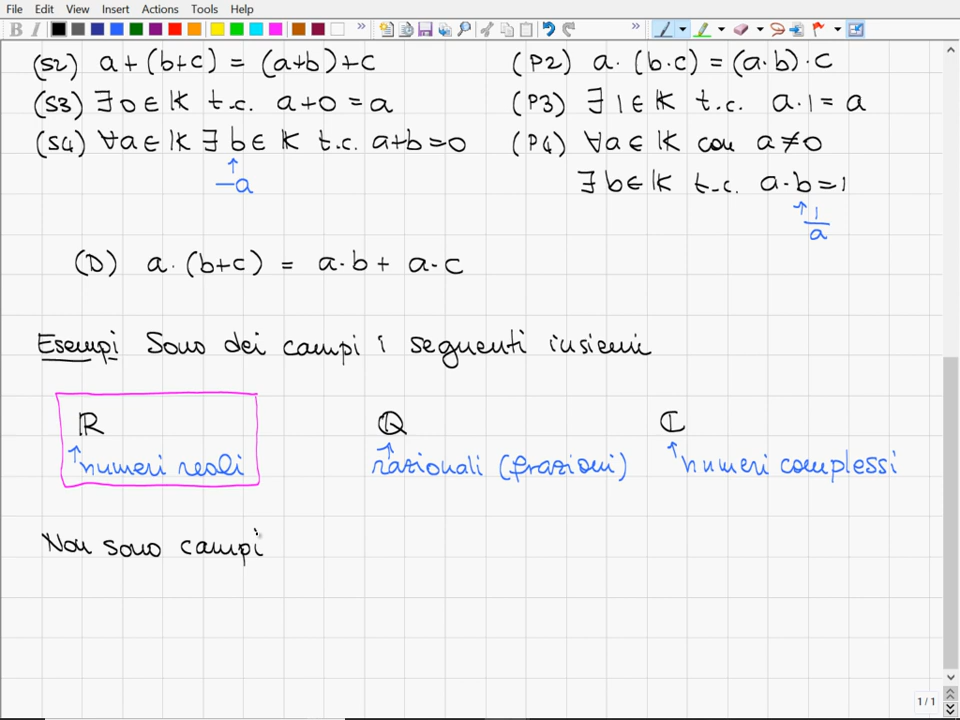 File Edit View Insert Actions Tools Help
B I
(S2) a+(b+c) = (a+b)+c
(P2) a·(b·c) = (a·b)·c
(S3) ∃ 0 ∈ 𝕂 t.c. a+0 = a
(P3) ∃ 1 ∈ 𝕂 t.c. a·1 = a
(S4) ∀a ∈ 𝕂 ∃ b ∈ 𝕂 t.c. a+b=0
(P4) ∀a ∈ 𝕂 con a≠0
↑
-a
∃ b ∈ 𝕂 t.c. a·b=1
↑ 1/a
(D) a·(b+c) = a·b + a·c
Esempi Sono dei campi i seguenti insiemi
ℝ ℚ ℂ
↑ numeri reali ↑ razionali (frazioni) ↑ numeri complessi
Non sono campi
1/1